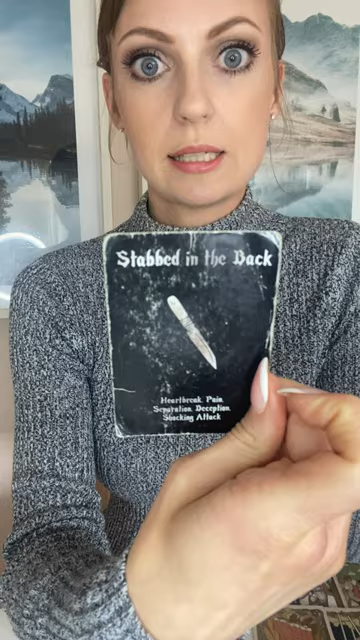 Stabbed in the Back
Heartbreak, Pain,
Separation, Deception,
Shocking Attack